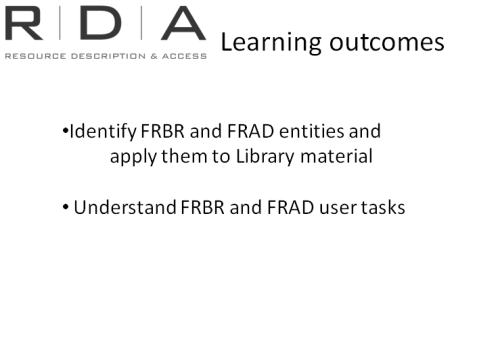 R|D|A
RESOURCE DESCRIPTION & ACCESS
Learning outcomes
•Identify FRBR and FRAD entities and
apply them to Library material
• Understand FRBR and FRAD user tasks